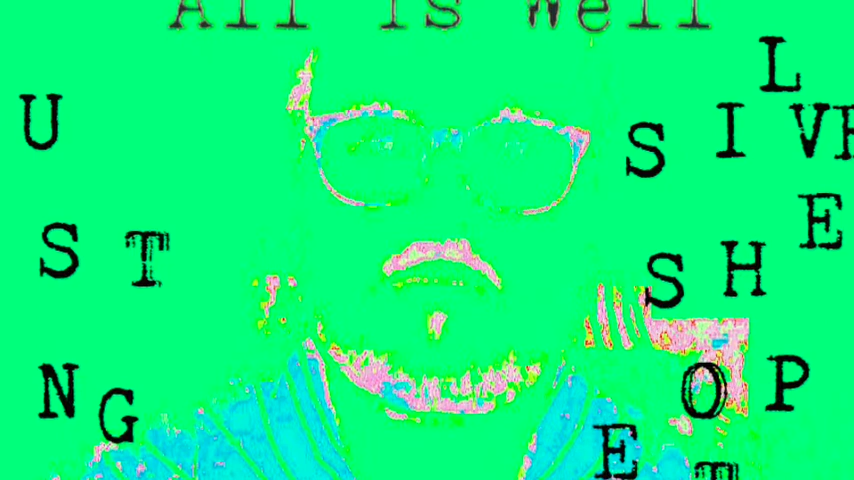 All is Well
L
U S I VE
S T S H E
N G O P
E T